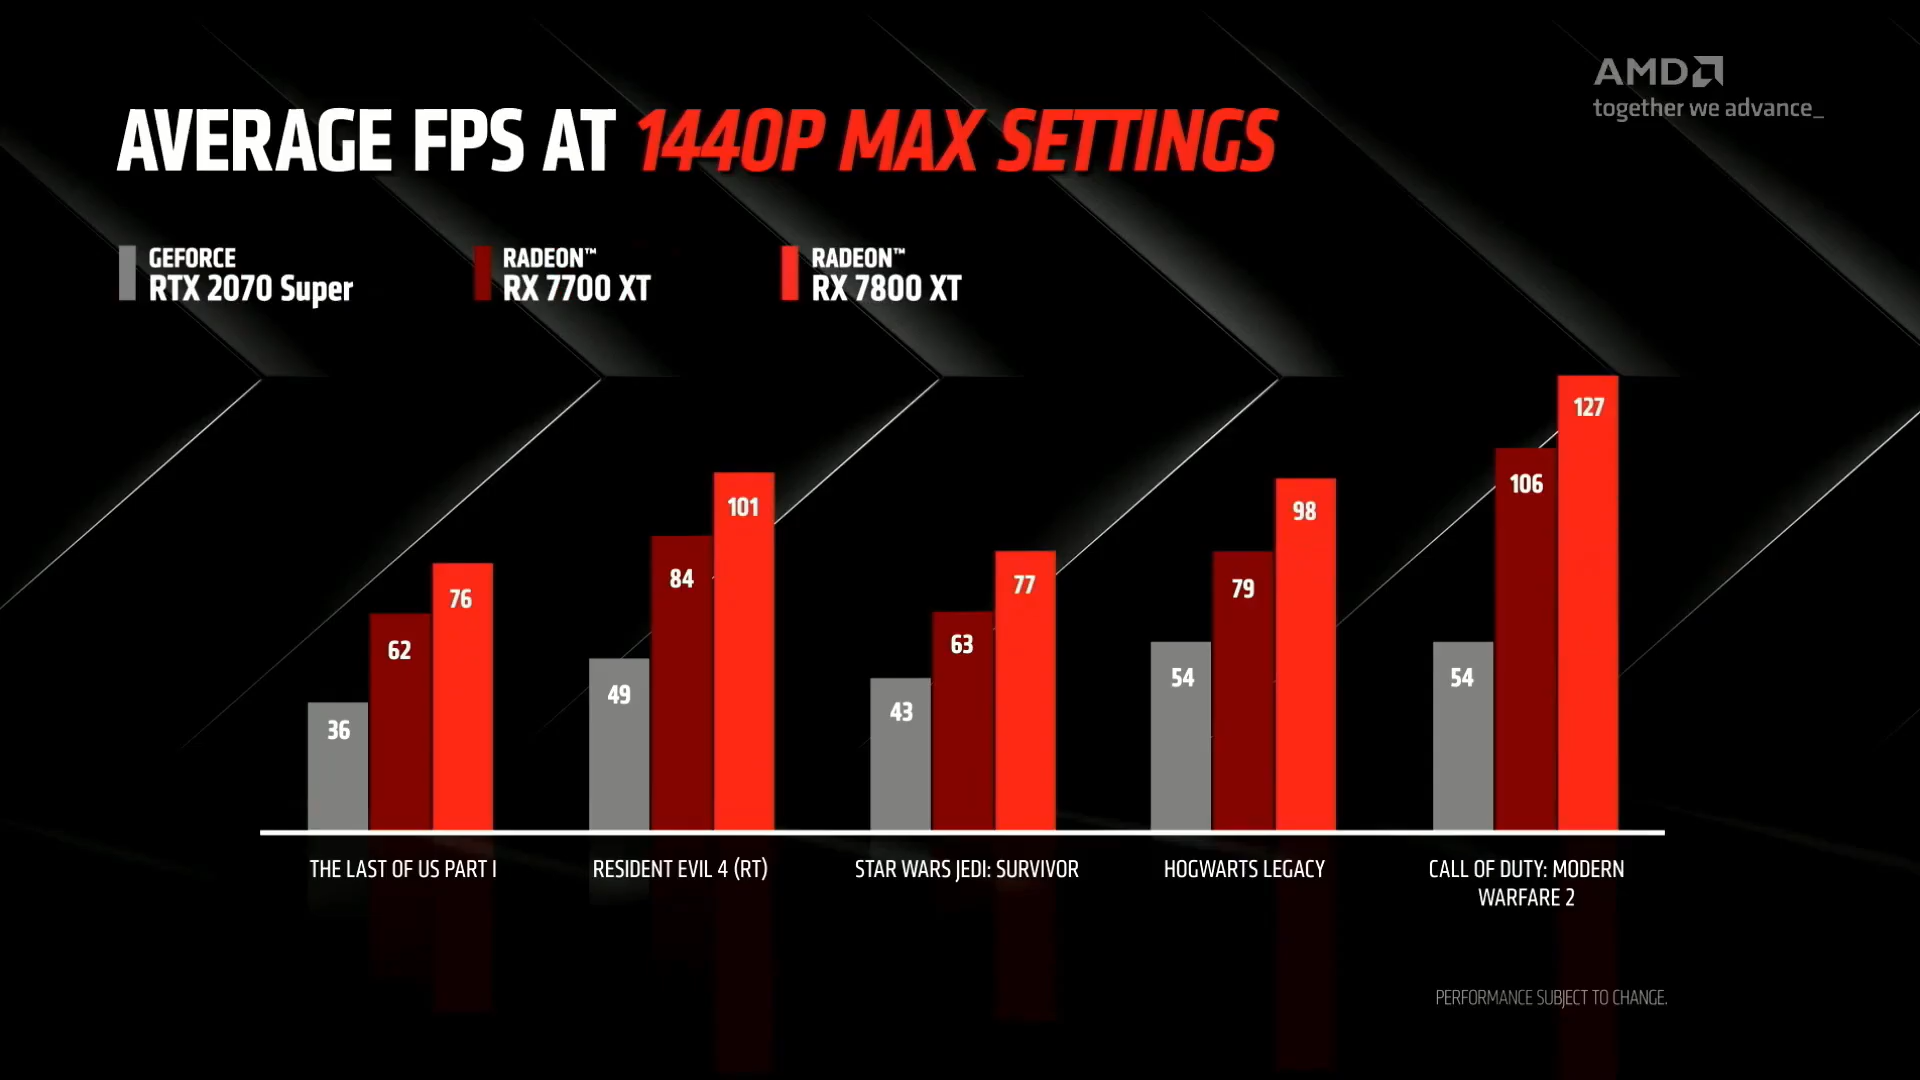 AMD
together we advance_
AVERAGE FPS AT 1440P MAX SETTINGS
GEFORCE
RTX 2070 Super
RADEON™
RX 7700 XT
RADEON™
RX 7800 XT
36
62
76
49
84
101
43
63
77
54
79
98
54
106
127
THE LAST OF US PART I
RESIDENT EVIL 4 (RT)
STAR WARS JEDI: SURVIVOR
HOGWARTS LEGACY
CALL OF DUTY: MODERN
WARFARE 2
PERFORMANCE SUBJECT TO CHANGE.